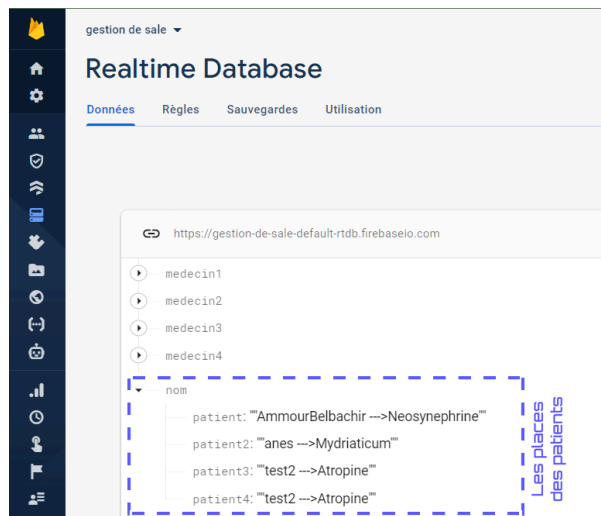 gestion de sale
Realtime Database
Données Règles Sauvegardes Utilisation
https://gestion-de-sale-default-rtdb.firebaseio.com
medecin1
medecin2
medecin3
medecin4
nom
patient: ""AmmourBelbachir --->Neosynephrine""
patient2: ""anes --->Mydriaticum""
patient3: ""test2 --->Atropine""
patient4: ""test2 --->Atropine""
Les places
des patients